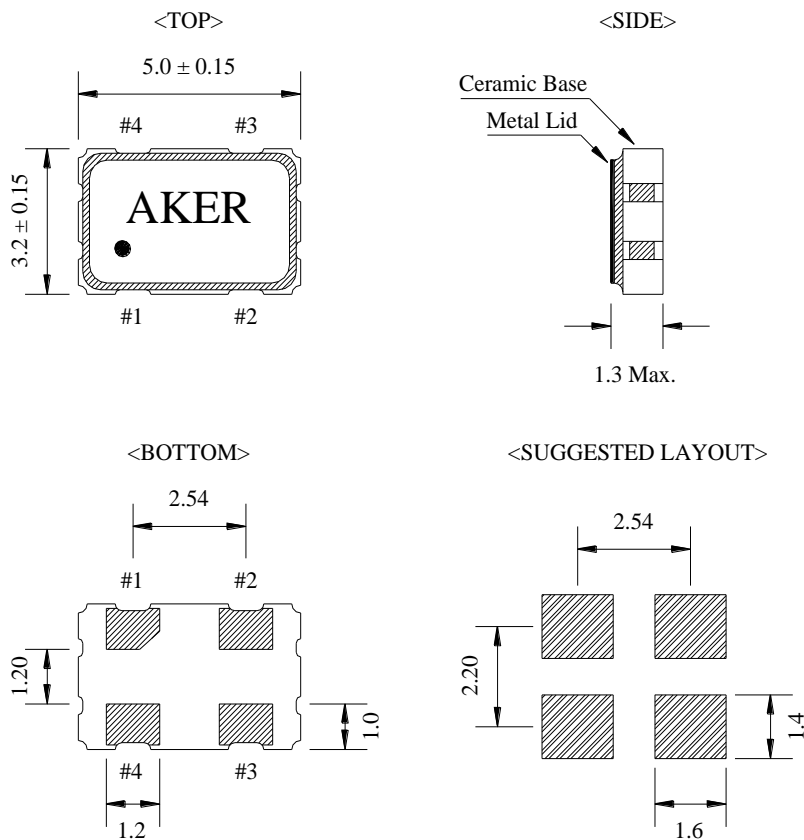 <TOP>
5.0 ± 0.15
#4 #3
3.2 ± 0.15
AKER
#1 #2
<SIDE>
Ceramic Base
Metal Lid
1.3 Max.
<BOTTOM>
2.54
#1 #2
1.20
1.0
#4 #3
1.2
<SUGGESTED LAYOUT>
2.54
2.20
1.4
1.6